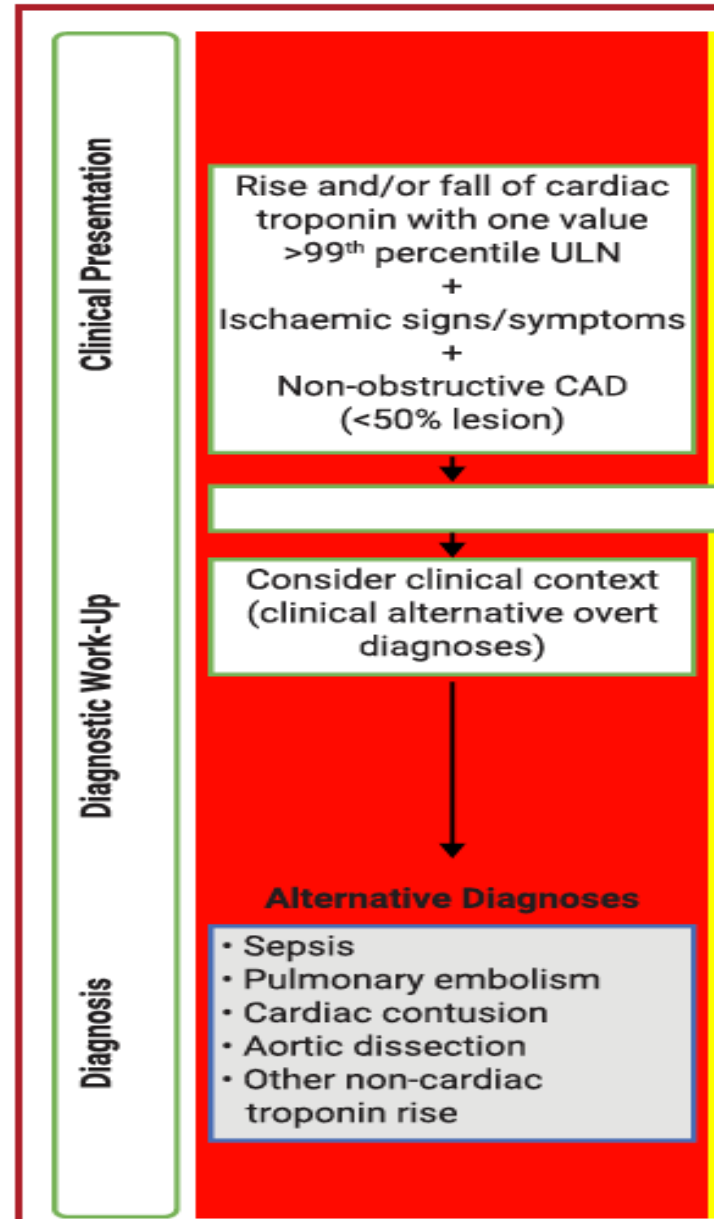 Clinical Presentation
Rise and/or fall of cardiac
troponin with one value
>99th percentile ULN
+
Ischaemic signs/symptoms
+
Non-obstructive CAD
(<50% lesion)
Diagnostic Work-Up
Consider clinical context
(clinical alternative overt
diagnoses)
Diagnosis
Alternative Diagnoses
• Sepsis
• Pulmonary embolism
• Cardiac contusion
• Aortic dissection
• Other non-cardiac
troponin rise